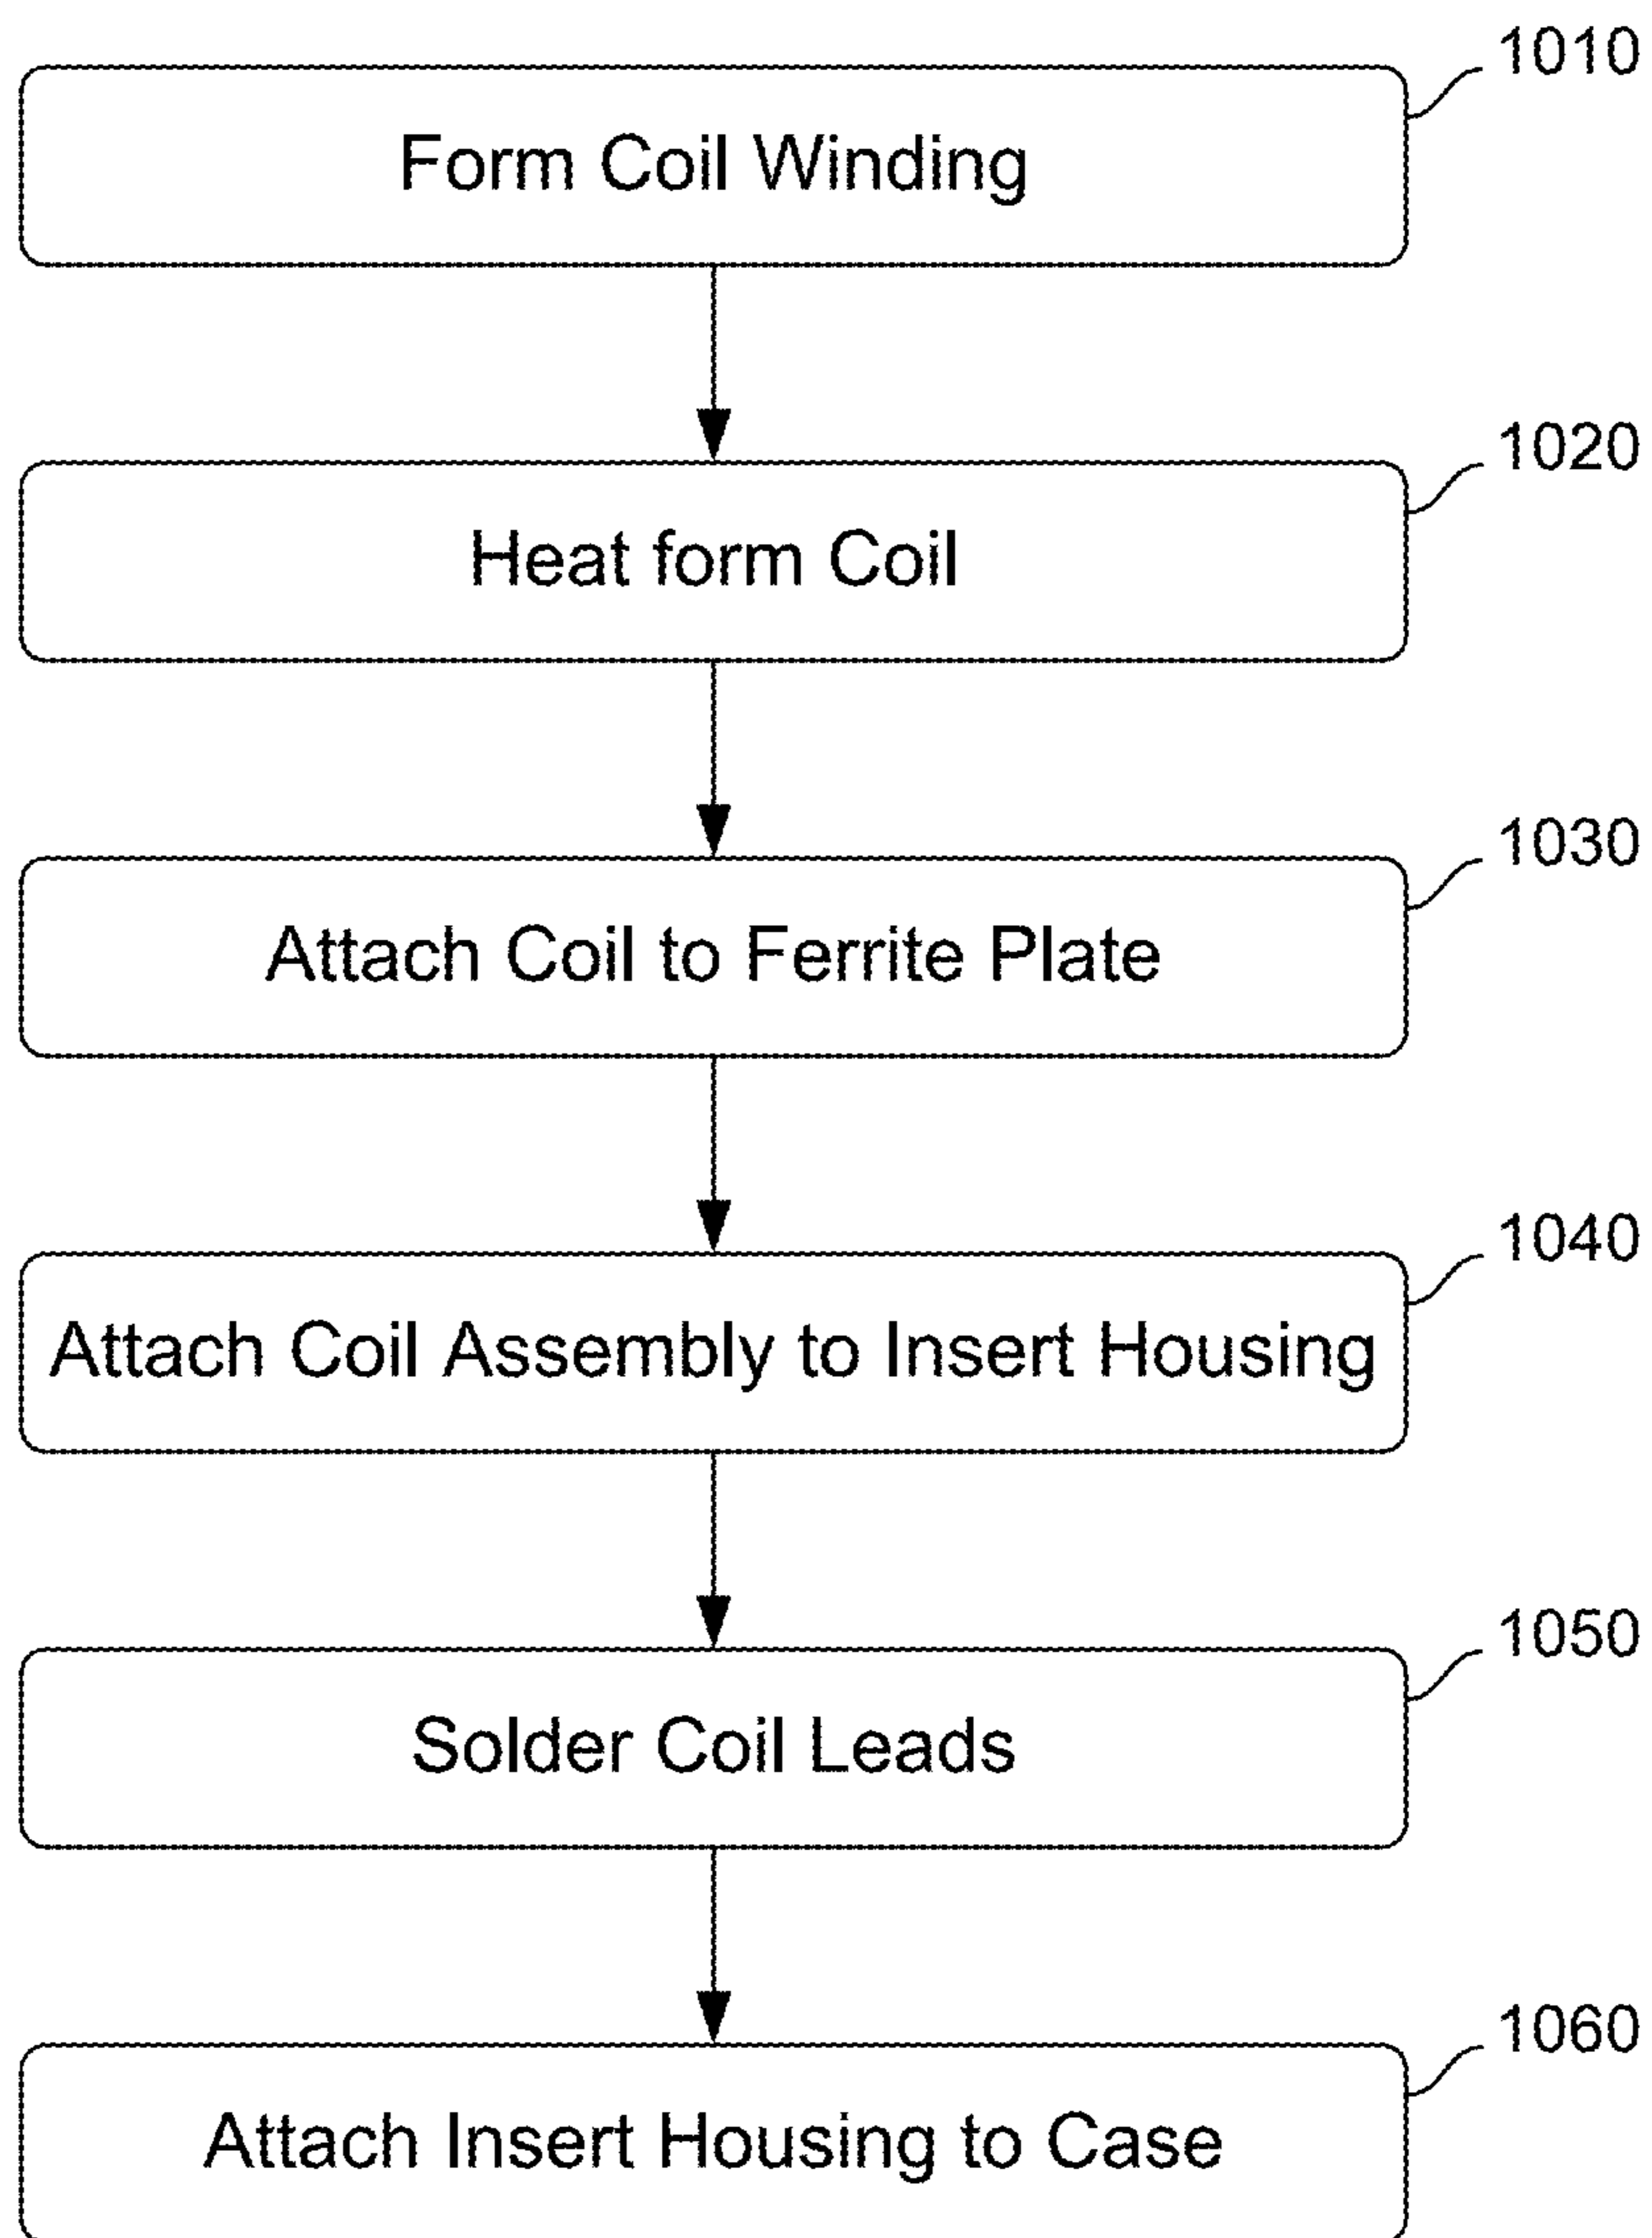 1010
Form Coil Winding
1020
Heat form Coil
1030
Attach Coil to Ferrite Plate
1040
Attach Coil Assembly to Insert Housing
1050
Solder Coil Leads
1060
Attach Insert Housing to Case